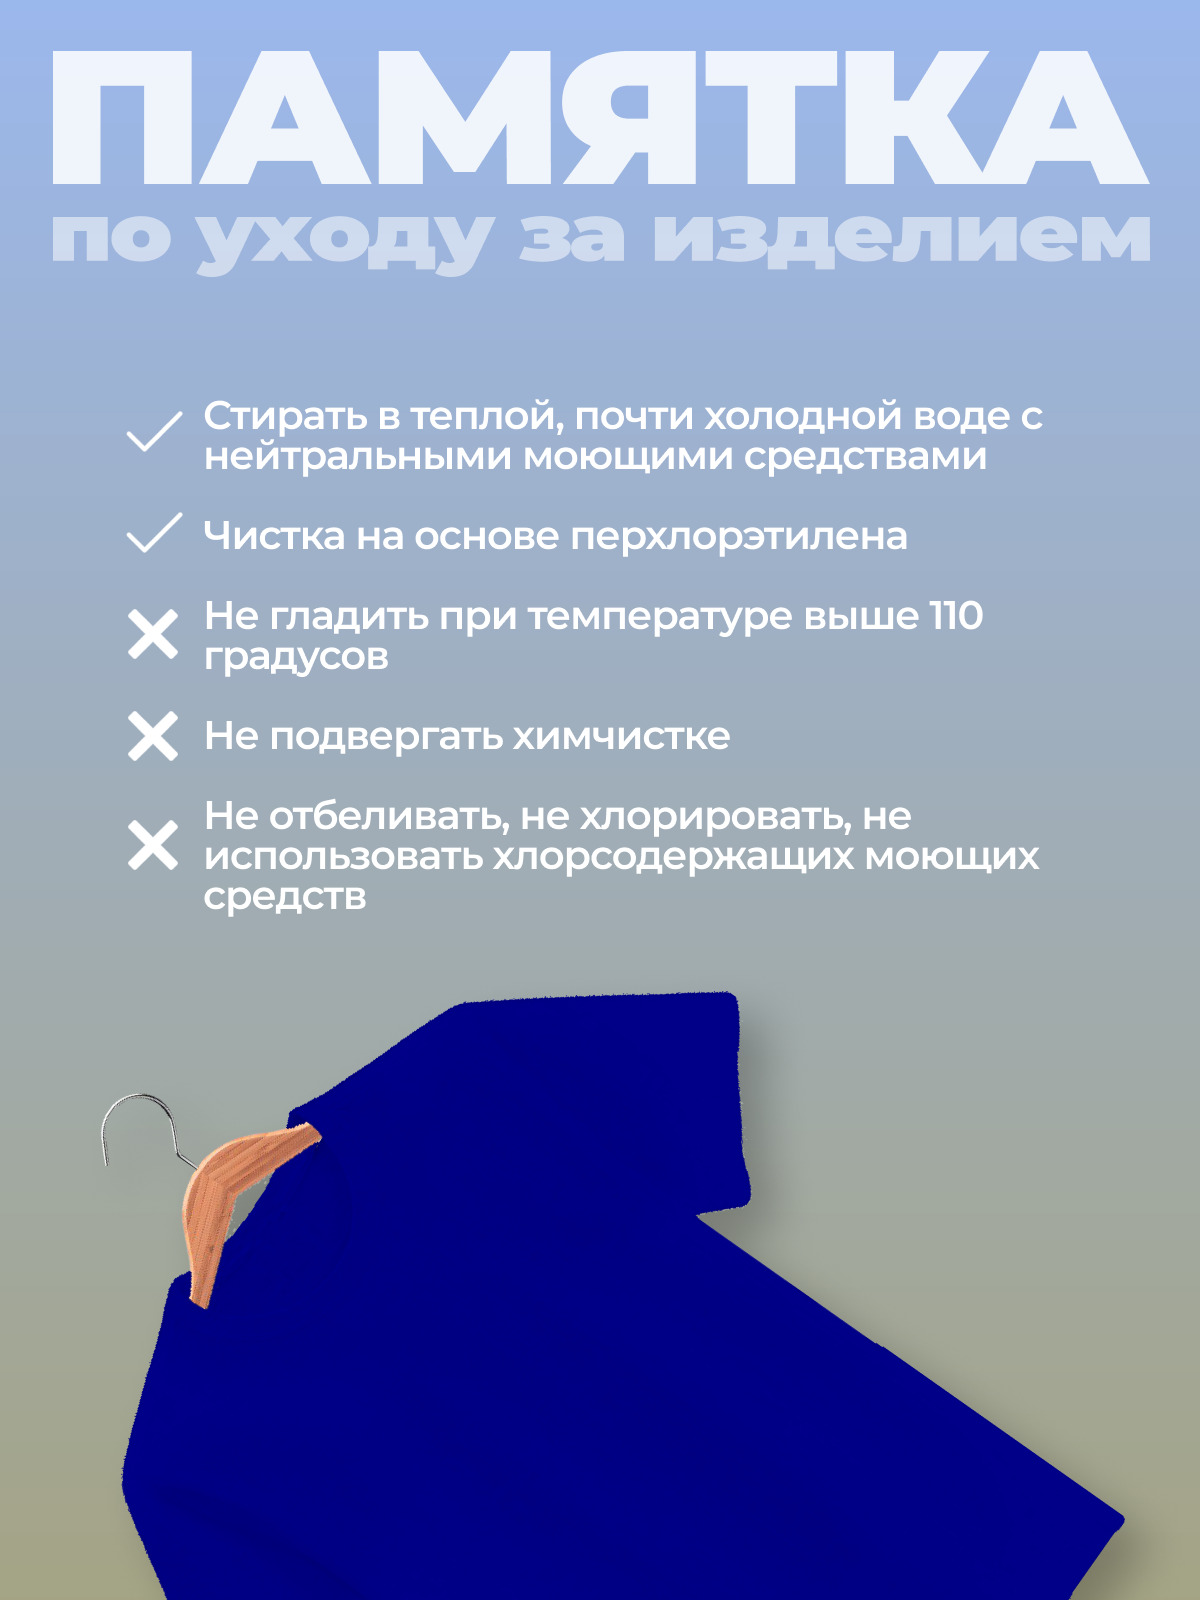 ПАМЯТКА
по уходу за изделием
Стирать в теплой, почти холодной воде с
нейтральными моющими средствами
Чистка на основе перхлорэтилена
Не гладить при температуре выше 110
градусов
Не подвергать химчистке
Не отбеливать, не хлорировать, не
использовать хлорсодержащих моющих
средств